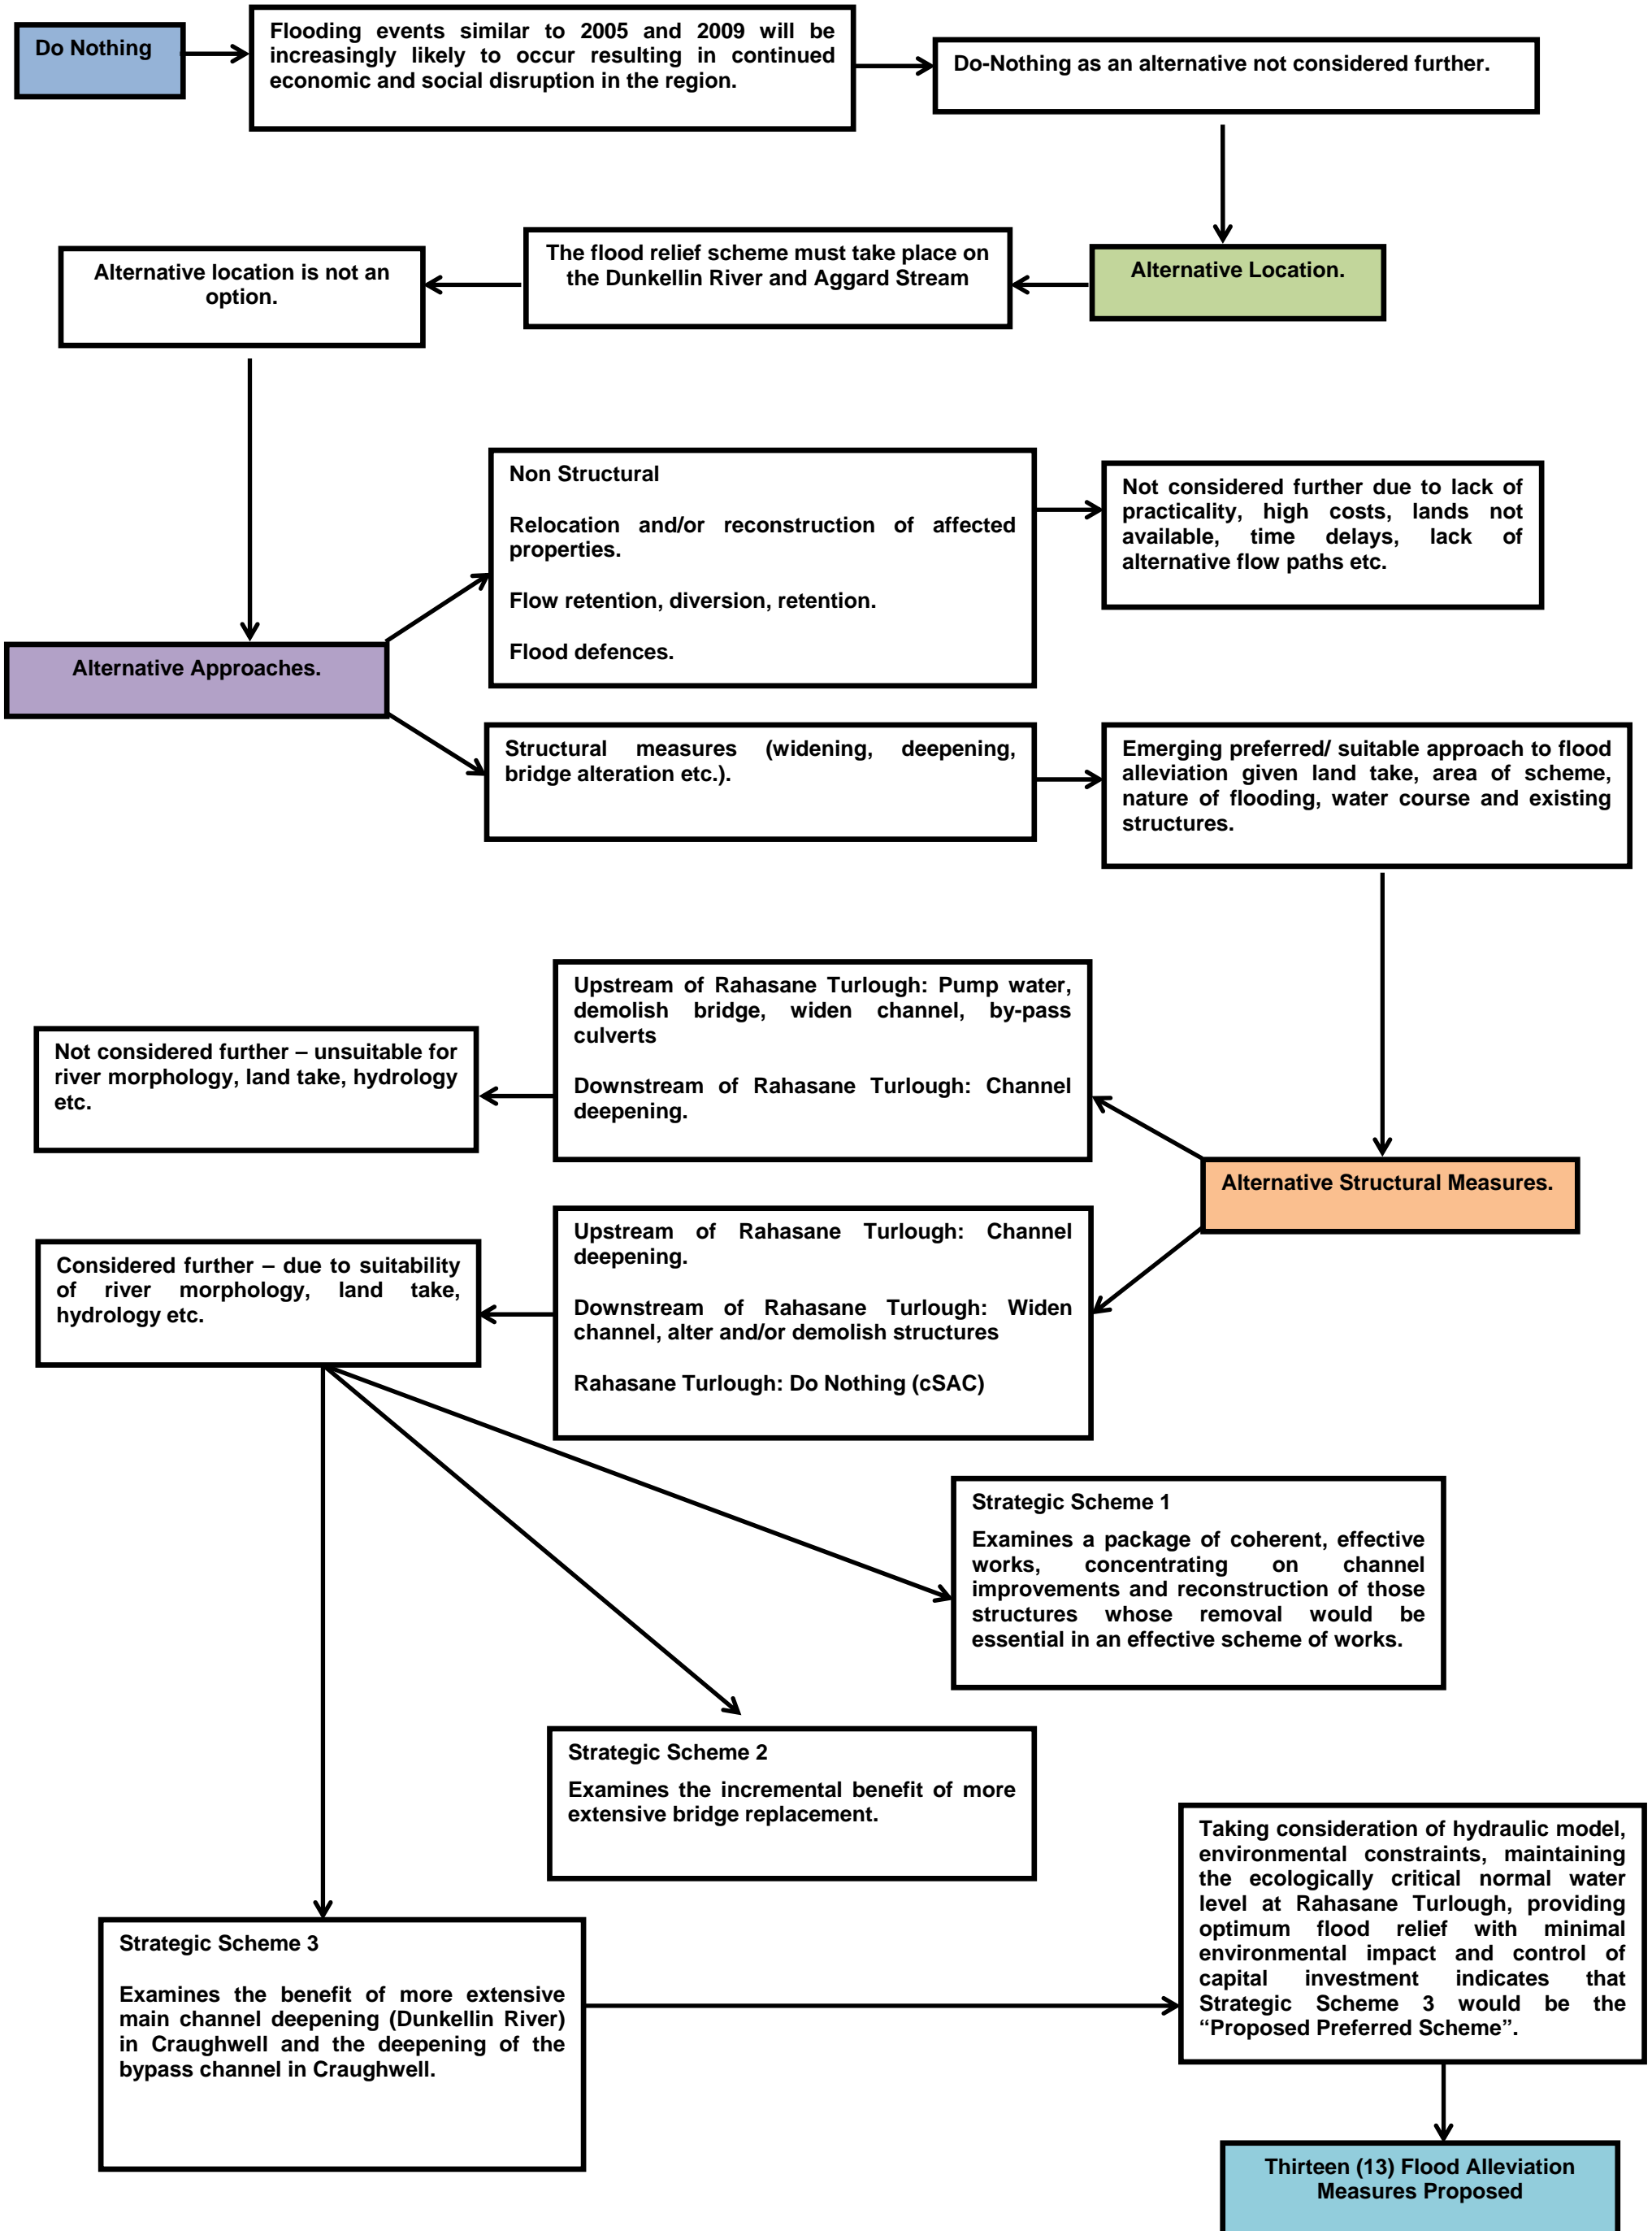 Do Nothing
Flooding events similar to 2005 and 2009 will be
increasingly likely to occur resulting in continued
economic and social disruption in the region.
Do-Nothing as an alternative not considered further.
Alternative Location.
The flood relief scheme must take place on
the Dunkellin River and Aggard Stream
Alternative location is not an
option.
Alternative Approaches.
Non Structural
Relocation and/or reconstruction of affected
properties.
Flow retention, diversion, retention.
Flood defences.
Not considered further due to lack of
practicality, high costs, lands not
available, time delays, lack of
alternative flow paths etc.
Structural measures (widening, deepening,
bridge alteration etc.).
Emerging preferred/ suitable approach to flood
alleviation given land take, area of scheme,
nature of flooding, water course and existing
structures.
Alternative Structural Measures.
Upstream of Rahasane Turlough: Pump water,
demolish bridge, widen channel, by-pass
culverts
Downstream of Rahasane Turlough: Channel
deepening.
Not considered further – unsuitable for
river morphology, land take, hydrology
etc.
Upstream of Rahasane Turlough: Channel
deepening.
Downstream of Rahasane Turlough: Widen
channel, alter and/or demolish structures
Rahasane Turlough: Do Nothing (cSAC)
Considered further – due to suitability
of river morphology, land take,
hydrology etc.
Strategic Scheme 1
Examines a package of coherent, effective
works, concentrating on channel
improvements and reconstruction of those
structures whose removal would be
essential in an effective scheme of works.
Strategic Scheme 2
Examines the incremental benefit of more
extensive bridge replacement.
Strategic Scheme 3
Examines the benefit of more extensive
main channel deepening (Dunkellin River)
in Craughwell and the deepening of the
bypass channel in Craughwell.
Taking consideration of hydraulic model,
environmental constraints, maintaining
the ecologically critical normal water
level at Rahasane Turlough, providing
optimum flood relief with minimal
environmental impact and control of
capital investment indicates that
Strategic Scheme 3 would be the
“Proposed Preferred Scheme”.
Thirteen (13) Flood Alleviation
Measures Proposed